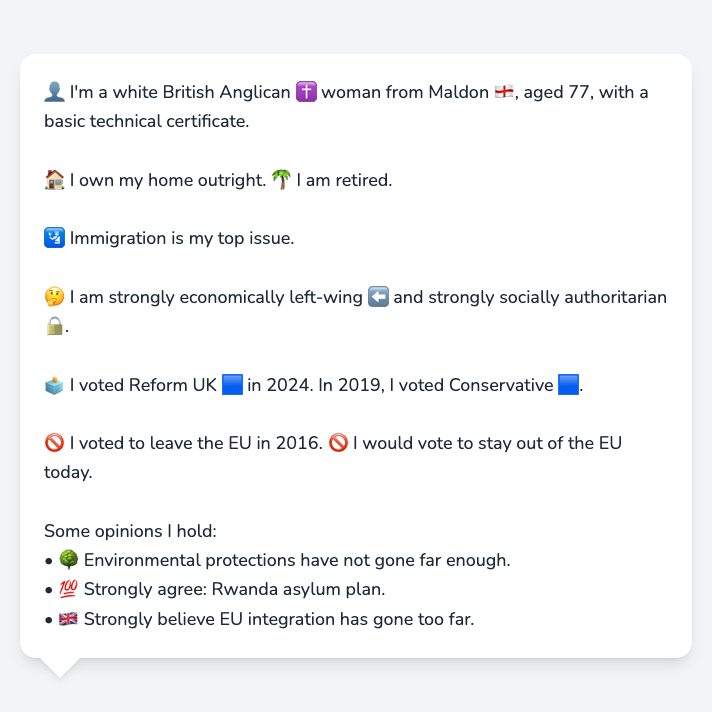 👤 I'm a white British Anglican ✝️ woman from Maldon 🏴󠁧󠁢󠁥󠁮󠁧󠁿, aged 77, with a
basic technical certificate.
🏠 I own my home outright. 🌴 I am retired.
🛂 Immigration is my top issue.
🤔 I am strongly economically left-wing ⬅️ and strongly socially authoritarian
🔒.
🗳️ I voted Reform UK 🟦 in 2024. In 2019, I voted Conservative 🟦.
🚫 I voted to leave the EU in 2016. 🚫 I would vote to stay out of the EU
today.
Some opinions I hold:
• 🌳 Environmental protections have not gone far enough.
• 💯 Strongly agree: Rwanda asylum plan.
• 🇬🇧 Strongly believe EU integration has gone too far.